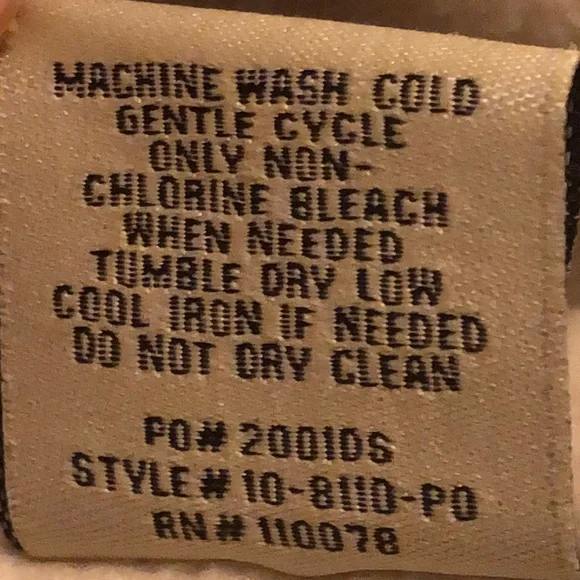 MACHINE WASH COLD
GENTLE CYCLE
ONLY NON-
CHLORINE BLEACH
WHEN NEEDED
TUMBLE DRY LOW
COOL IRON IF NEEDED
DO NOT DRY CLEAN
PO# 2001DS
STYLE# 10-8110-PO
RN# 110078